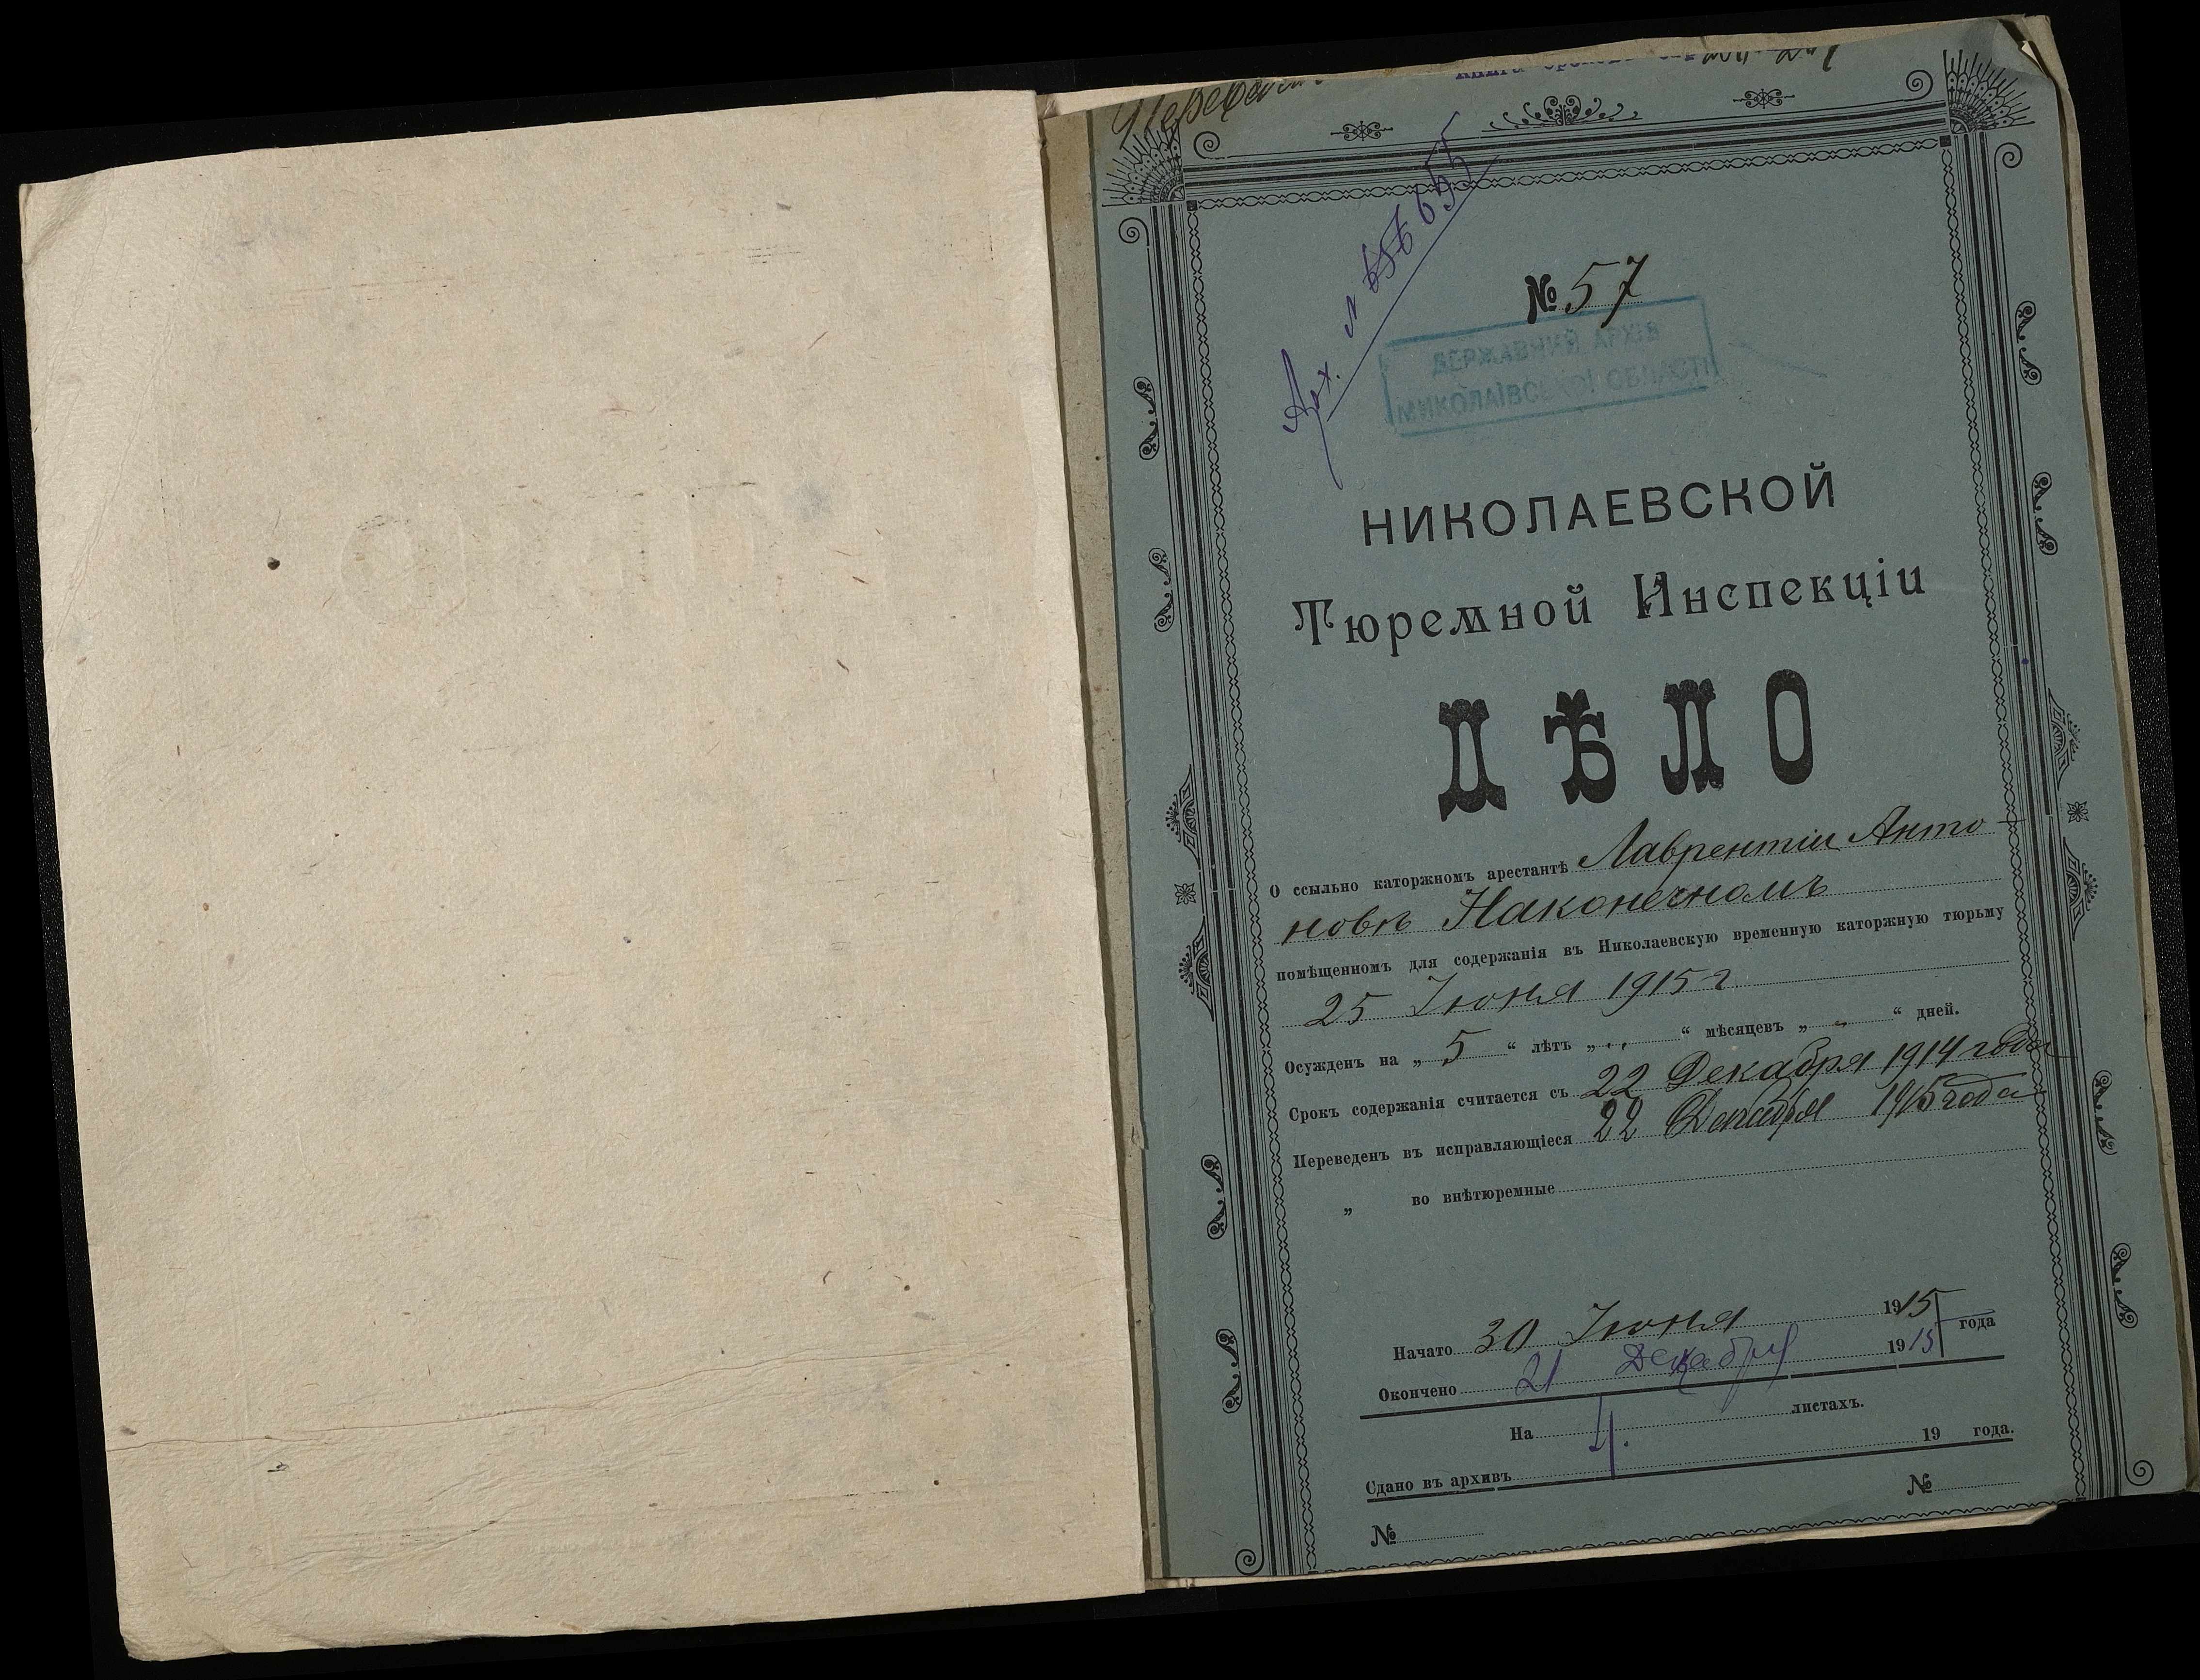 № 57
Арх. № 655
ДЕРЖАВНИЙ АРХІВ
МИКОЛАЇВСЬКОЇ ОБЛАСТІ
НИКОЛАЕВСКОЙ
Тюремной Инспекціи
ДѢЛО
О ссыльно каторжномъ арестантѣ Лаврентіи Анто-
новѣ Наконечномъ
помѣщенномъ для содержанія въ Николаевскую временную каторжную тюрьму
25 Іюня 1915 г
Осужденъ на „ 5 “ лѣтъ „ “ мѣсяцевъ „ “ дней.
Срокъ содержанія считается съ 22 Декабря 1914 года
Переведенъ въ исправляющіеся 22 Декабря 1915 года
„ во внѣтюремные
Начато 30 Іюня 1915 года
Окончено 21 Декабря 1915
На 4. листахъ.
Сдано въ архивъ 19 года.
№
№